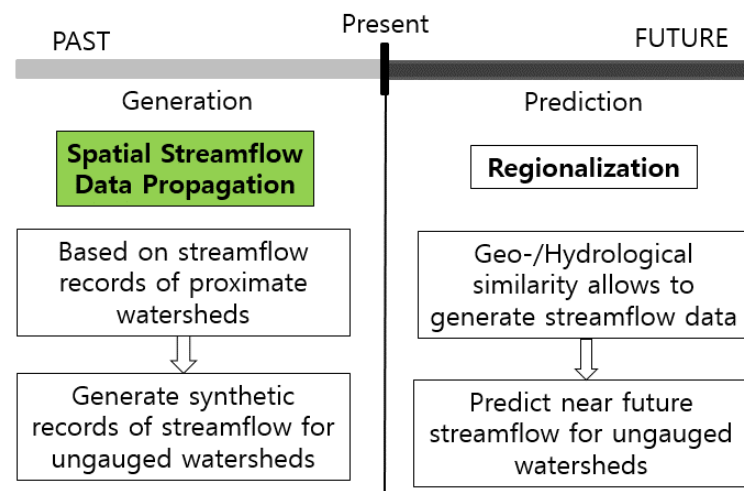 PAST
Present
FUTURE
Generation
Prediction
Spatial Streamflow
Data Propagation
Regionalization
Based on streamflow
records of proximate
watersheds
Geo-/Hydrological
similarity allows to
generate streamflow data
Generate synthetic
records of streamflow for
ungauged watersheds
Predict near future
streamflow for ungauged
watersheds